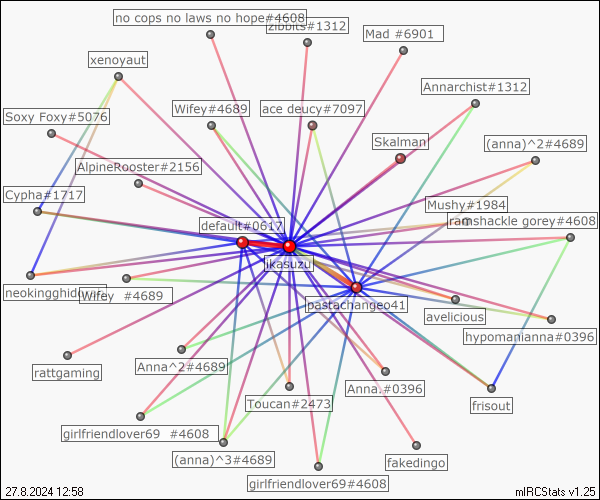 no cops no laws no hope#4608
zibbits#1312
Mad #6901
xenoyaut
Annarchist#1312
Wifey#4689
ace deucy#7097
Soxy Foxy#5076
Skalman
(anna)^2#4689
AlpineRooster#2156
Cypha#1717
Mushy#1984
ramshackle gorey#4608
default#0617
ikasuzu
neokingghidorah
Wifey #4689
pastachangeo41
avelicious
hypomanianna#0396
rattgaming
Anna^2#4689
Anna.#0396
Toucan#2473
frisout
girlfriendlover69 #4608
(anna)^3#4689
fakedingo
girlfriendlover69#4608
27.8.2024 12:58
mIRCStats v1.25